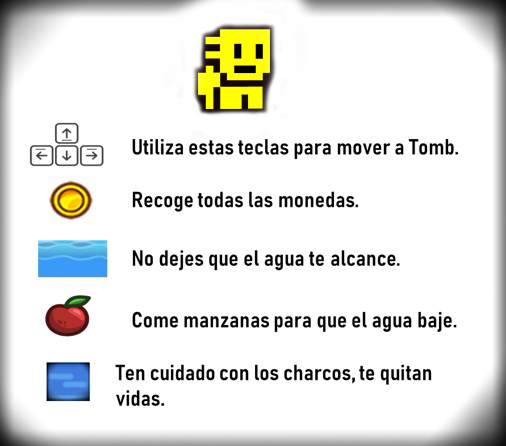 Utiliza estas teclas para mover a Tomb.
Recoge todas las monedas.
No dejes que el agua te alcance.
Come manzanas para que el agua baje.
Ten cuidado con los charcos, te quitan
vidas.